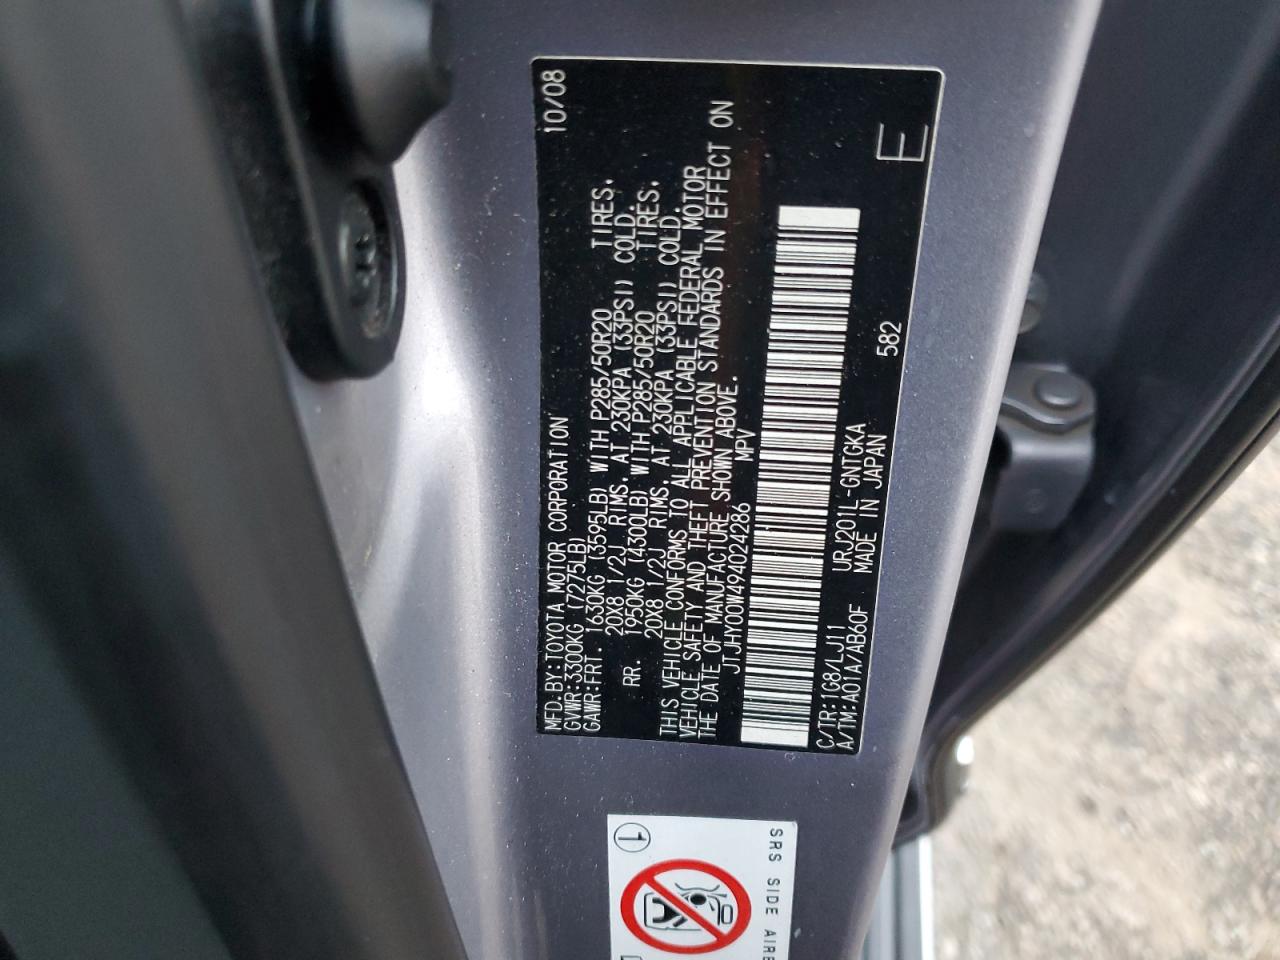 MFD.BY:TOYOTA MOTOR CORPORATION 10/08
GVWR:3300KG (7275LB)
GAWR:FRT. 1630KG (3595LB) WITH P285/50R20 TIRES,
20X8 1/2J RIMS, AT 230KPA (33PSI) COLD.
RR. 1950KG (4300LB) WITH P285/50R20 TIRES,
20X8 1/2J RIMS, AT 230KPA (33PSI) COLD.
THIS VEHICLE CONFORMS TO ALL APPLICABLE FEDERAL MOTOR
VEHICLE SAFETY AND THEFT PREVENTION STANDARDS IN EFFECT ON
THE DATE OF MANUFACTURE SHOWN ABOVE.
JTJHY00W494024286 MPV
C/TR:1G8/LJ11 URJ201L-GNTGKA 582 E
A/TM:A01A/AB60F MADE IN JAPAN
1
SRS SIDE AIRB